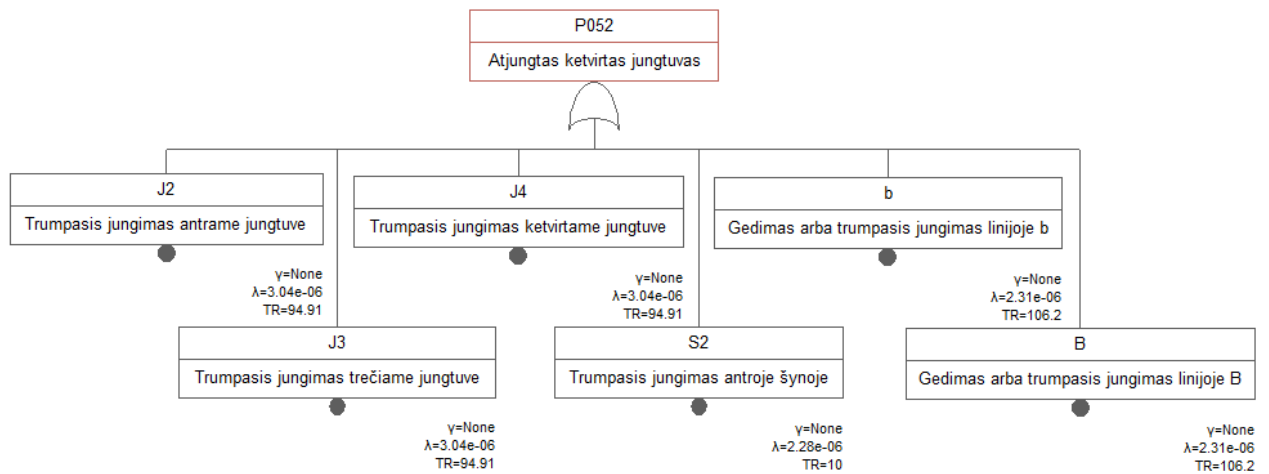 P052
Atjungtas ketvirtas jungtuvas
J2
Trumpasis jungimas antrame jungtuve
γ=None
λ=3.04e-06
TR=94.91
J4
Trumpasis jungimas ketvirtame jungtuve
γ=None
λ=3.04e-06
TR=94.91
b
Gedimas arba trumpasis jungimas linijoje b
γ=None
λ=2.31e-06
TR=106.2
J3
Trumpasis jungimas trečiame jungtuve
γ=None
λ=3.04e-06
TR=94.91
S2
Trumpasis jungimas antroje šynoje
γ=None
λ=2.28e-06
TR=10
B
Gedimas arba trumpasis jungimas linijoje B
γ=None
λ=2.31e-06
TR=106.2